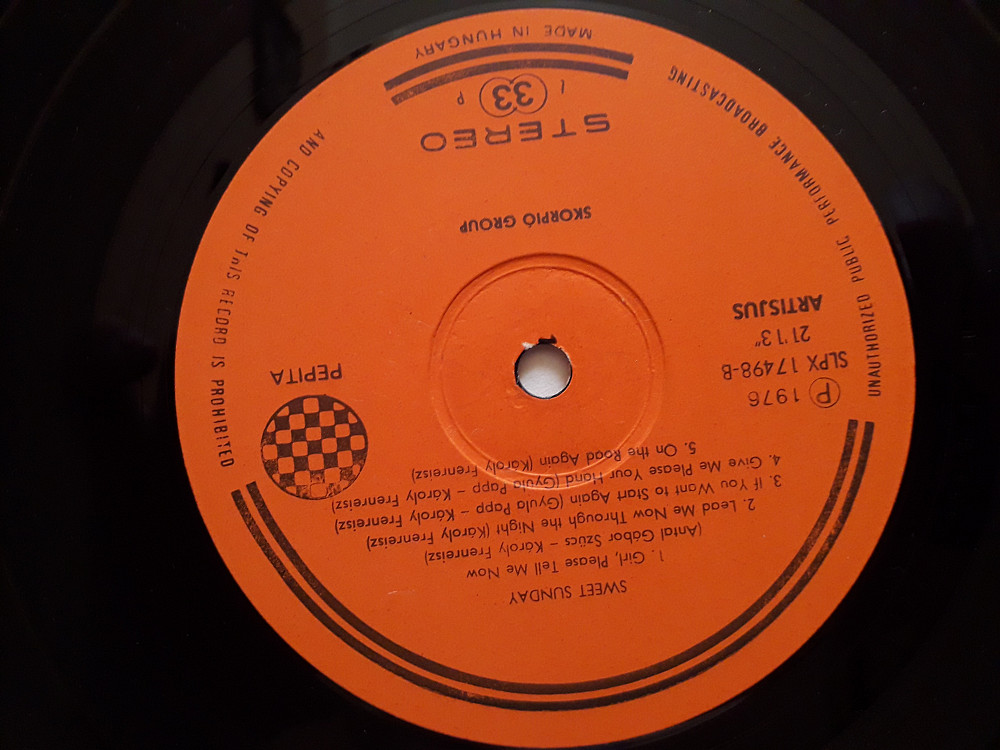 SWEET SUNDAY
1. Girl, Please Tell Me Now
(Antal Gábor Szücs – Károly Frenreisz)
2. Lead Me Now Through the Night (Károly Frenreisz)
3. If You Want to Start Again (Gyula Papp – Károly Frenreisz)
4. Give Me Please Your Hand (Gyula Papp – Károly Frenreisz)
5. On the Road Again (Károly Frenreisz)
Ⓟ 1976
SLPX 17498-B
21'13"
ARTISJUS
PEPITA
SKORPIÓ GROUP
STEREO
L 33 P
MADE IN HUNGARY
UNAUTHORIZED PUBLIC PERFORMANCE BROADCASTING
AND COPYING OF THIS RECORD IS PROHIBITED